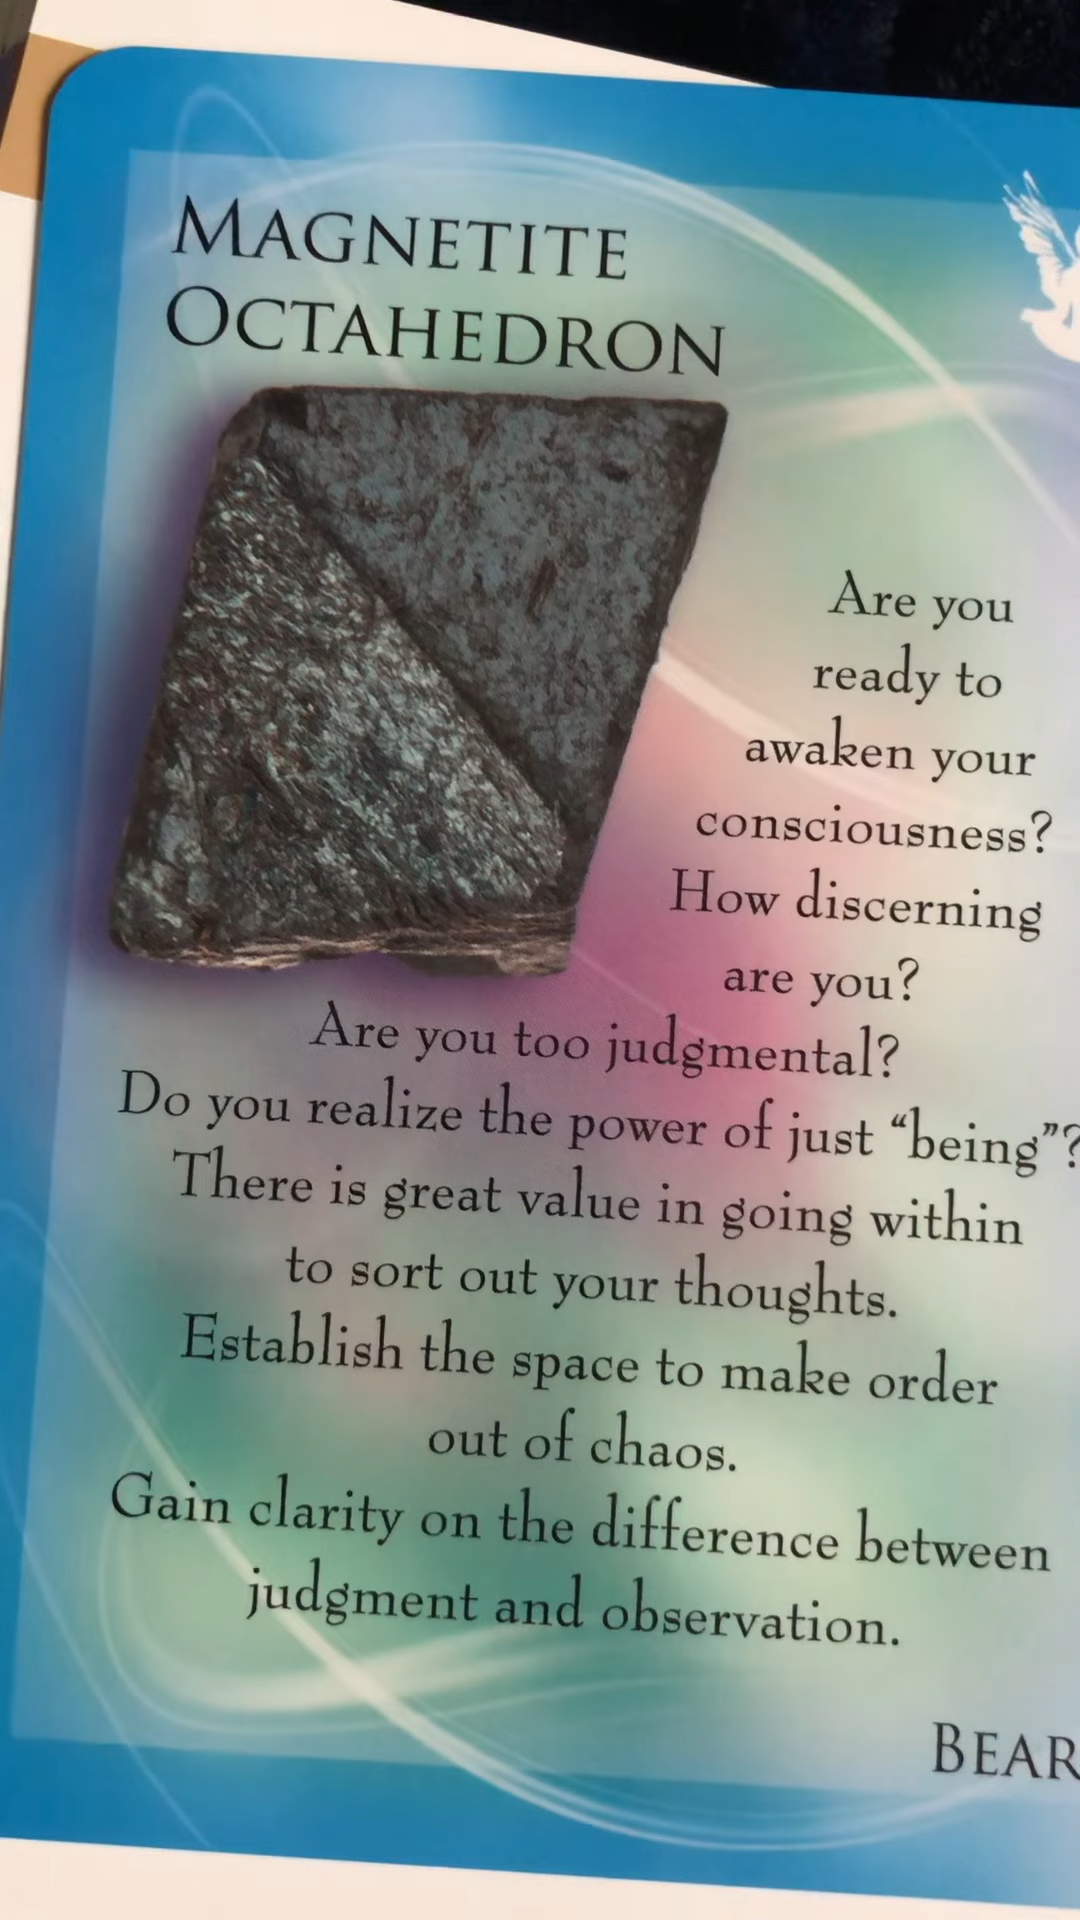 MAGNETITE
OCTAHEDRON
Are you
ready to
awaken your
consciousness?
How discerning
are you?
Are you too judgmental?
Do you realize the power of just “being”?
There is great value in going within
to sort out your thoughts.
Establish the space to make order
out of chaos.
Gain clarity on the difference between
judgment and observation.
BEAR